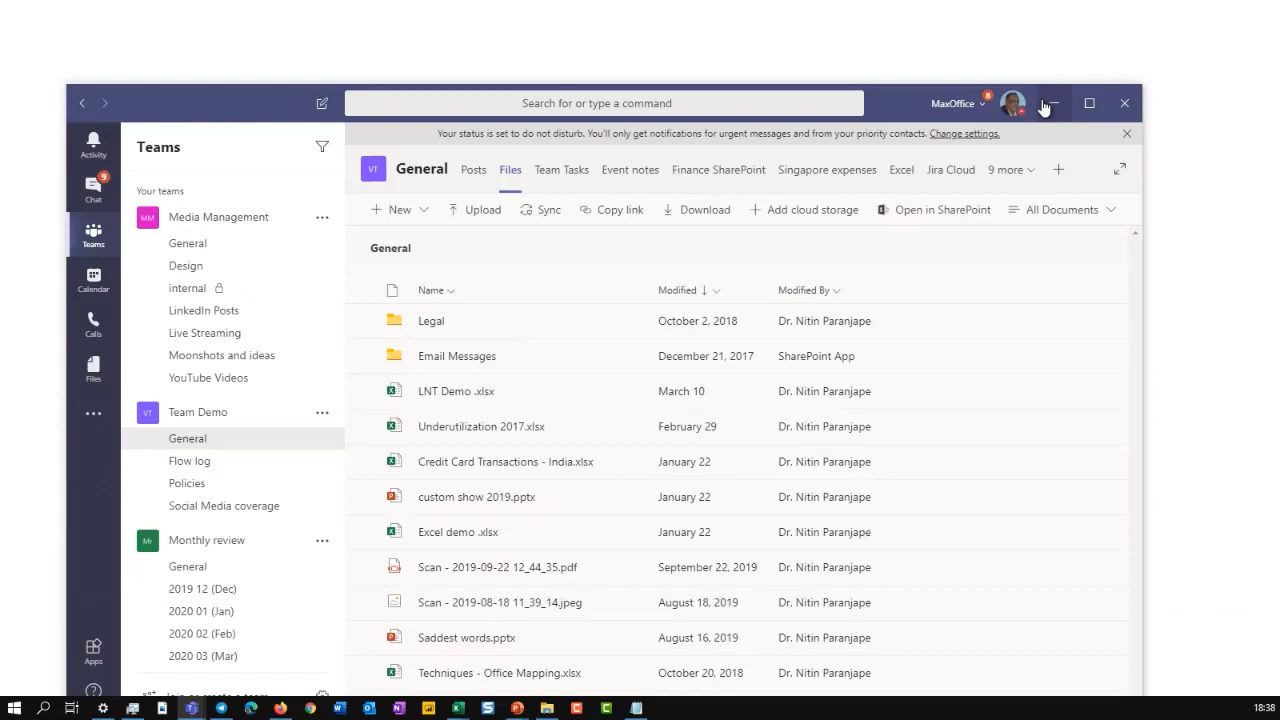 Search for or type a command
MaxOffice
8
Your status is set to do not disturb. You'll only get notifications for urgent messages and from your priority contacts. Change settings.
Activity
9
Chat
Teams
Calendar
Calls
Files
Apps
Teams
Your teams
MM Media Management
General
Design
internal
LinkedIn Posts
Live Streaming
Moonshots and ideas
YouTube Videos
VT Team Demo
General
Flow log
Policies
Social Media coverage
Mr Monthly review
General
2019 12 (Dec)
2020 01 (Jan)
2020 02 (Feb)
2020 03 (Mar)
Join or create a team
VT General Posts Files Team Tasks Event notes Finance SharePoint Singapore expenses Excel Jira Cloud 9 more
New Upload Sync Copy link Download Add cloud storage Open in SharePoint All Documents
General
Name Modified Modified By
Legal October 2, 2018 Dr. Nitin Paranjape
Email Messages December 21, 2017 SharePoint App
LNT Demo .xlsx March 10 Dr. Nitin Paranjape
Underutilization 2017.xlsx February 29 Dr. Nitin Paranjape
Credit Card Transactions - India.xlsx January 22 Dr. Nitin Paranjape
custom show 2019.pptx January 22 Dr. Nitin Paranjape
Excel demo .xlsx January 22 Dr. Nitin Paranjape
Scan - 2019-09-22 12_44_35.pdf September 22, 2019 Dr. Nitin Paranjape
Scan - 2019-08-18 11_39_14.jpeg August 18, 2019 Dr. Nitin Paranjape
Saddest words.pptx August 16, 2019 Dr. Nitin Paranjape
Techniques - Office Mapping.xlsx October 20, 2018 Dr. Nitin Paranjape
18:38